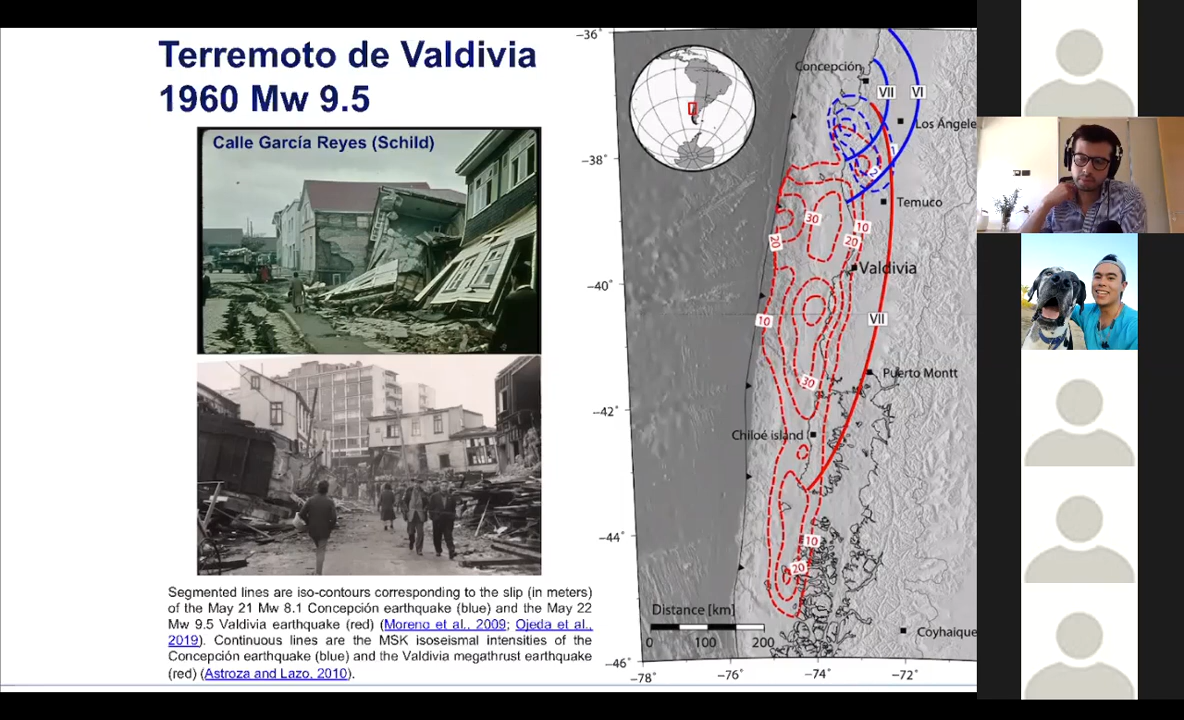 Terremoto de Valdivia
1960 Mw 9.5
Calle García Reyes (Schild)
Segmented lines are iso-contours corresponding to the slip (in meters)
of the May 21 Mw 8.1 Concepción earthquake (blue) and the May 22
Mw 9.5 Valdivia earthquake (red) (Moreno et al., 2009; Ojeda et al.,
2019). Continuous lines are the MSK isoseismal intensities of the
Concepción earthquake (blue) and the Valdivia megathrust earthquake
(red) (Astroza and Lazo, 2010).
-36°
Concepción
VII
VI
Los Ángele
-38°
2
Temuco
30
10
20
20
Valdivia
-40°
10
VII
30
Puerto Montt
-42°
Chiloé island
-44°
10
20
Distance [km]
0 100 200
Coyhaique
-46°
-78° -76° -74° -72°